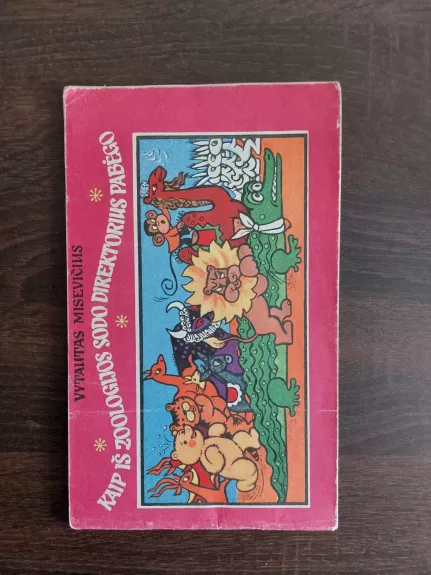 VYTAUTAS MISEVIČIUS
KAIP IŠ ZOOLOGIJOS SODO DIREKTORIUS PABĖGO